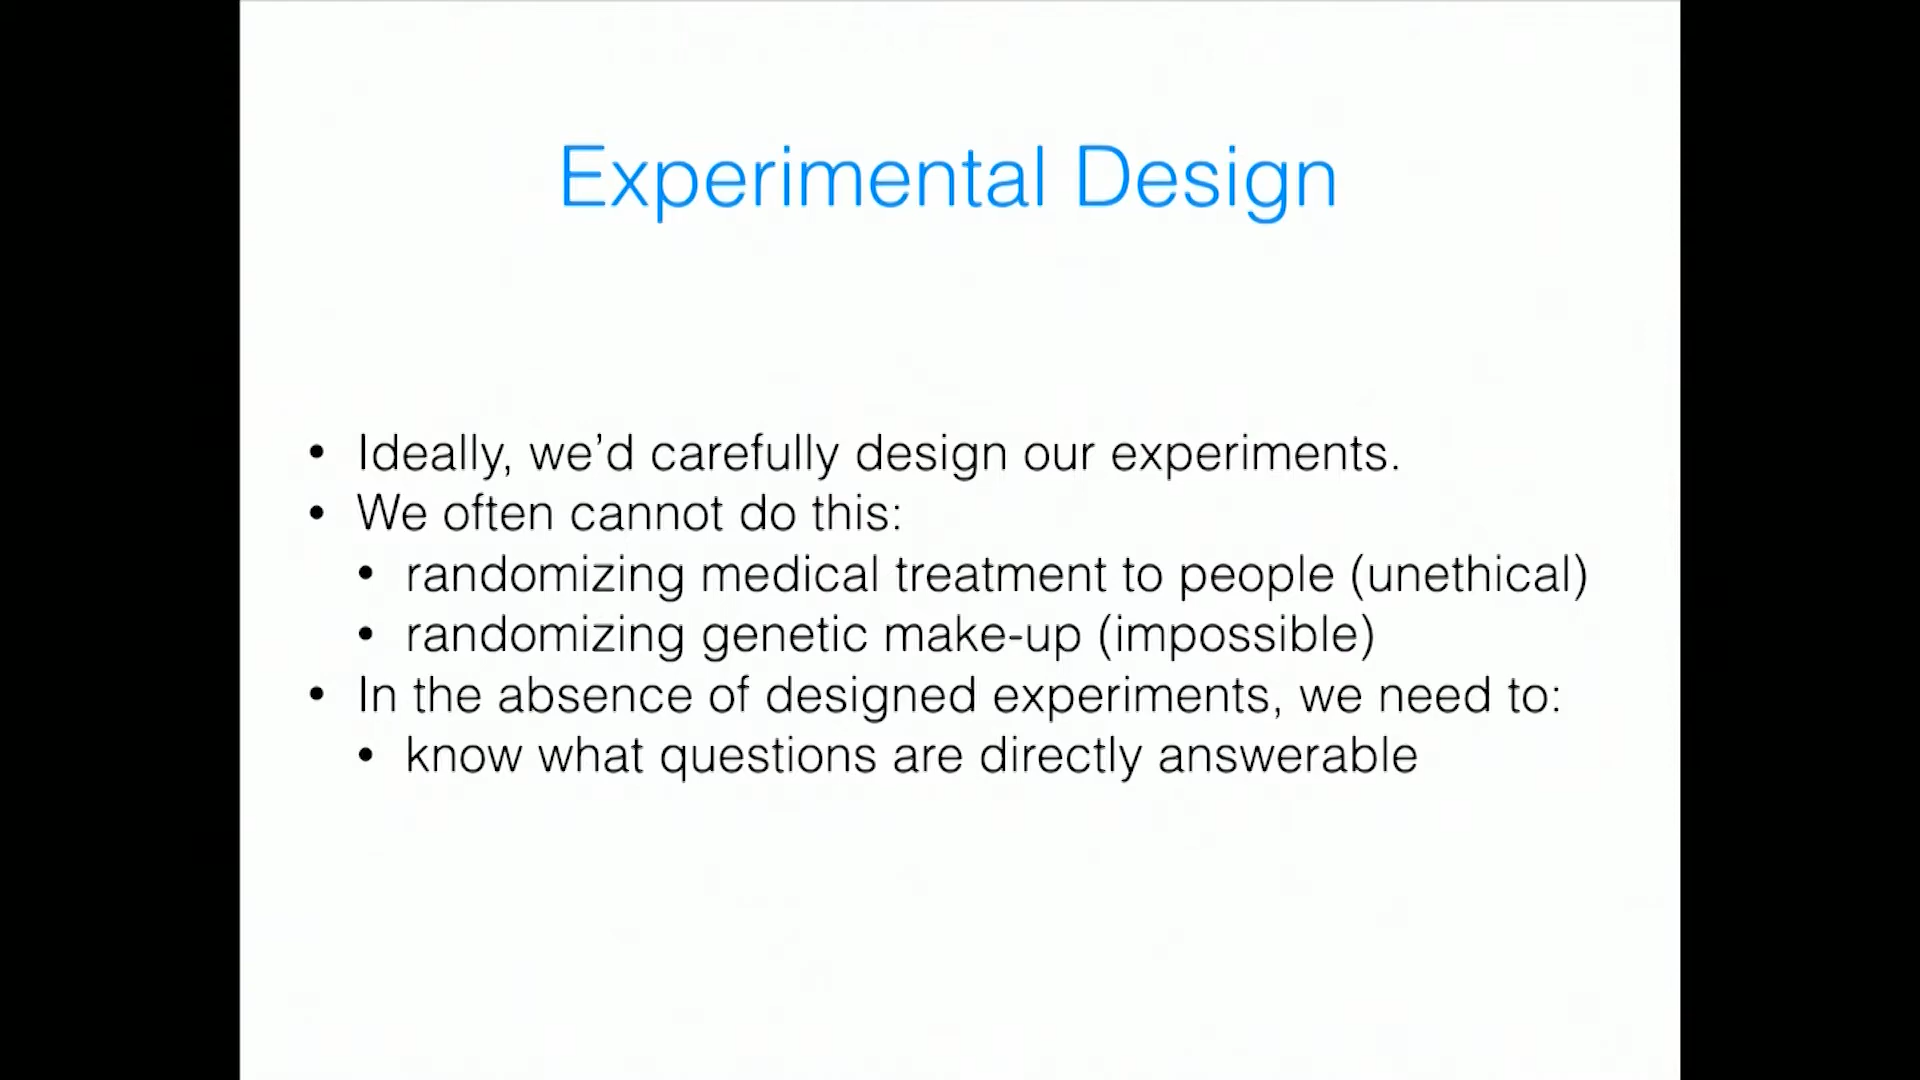 Experimental Design
• Ideally, we’d carefully design our experiments.
• We often cannot do this:
• randomizing medical treatment to people (unethical)
• randomizing genetic make-up (impossible)
• In the absence of designed experiments, we need to:
• know what questions are directly answerable